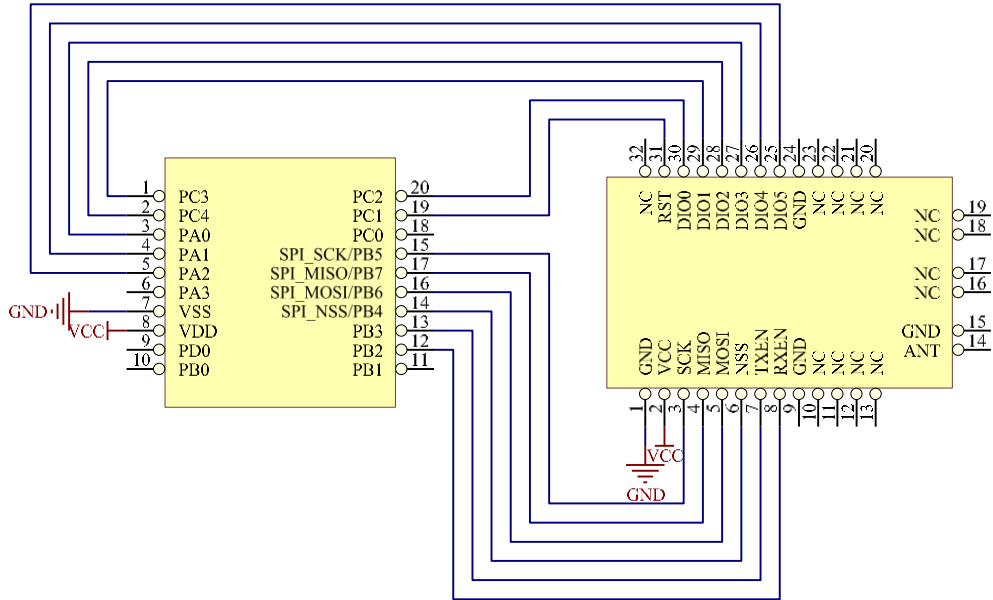 32
31
30
29
28
27
26
25
24
23
22
21
20
NC
RST
DIO0
DIO1
DIO2
DIO3
DIO4
DIO5
GND
NC
NC
NC
NC
1 PC3 PC2 20
2 PC4 PC1 19
3 PA0 PC0 18
4 PA1 SPI_SCK/PB5 15
5 PA2 SPI_MISO/PB7 17
6 PA3 SPI_MOSI/PB6 16
GND 7 VSS SPI_NSS/PB4 14
VCC 8 VDD PB3 13
9 PD0 PB2 12
10 PB0 PB1 11
NC 19
NC 18
NC 17
NC 16
GND 15
ANT 14
GND
VCC
SCK
MISO
MOSI
NSS
TXEN
RXEN
GND
NC
NC
NC
NC
1
2
3
4
5
6
7
8
9
10
11
12
13
VCC
GND